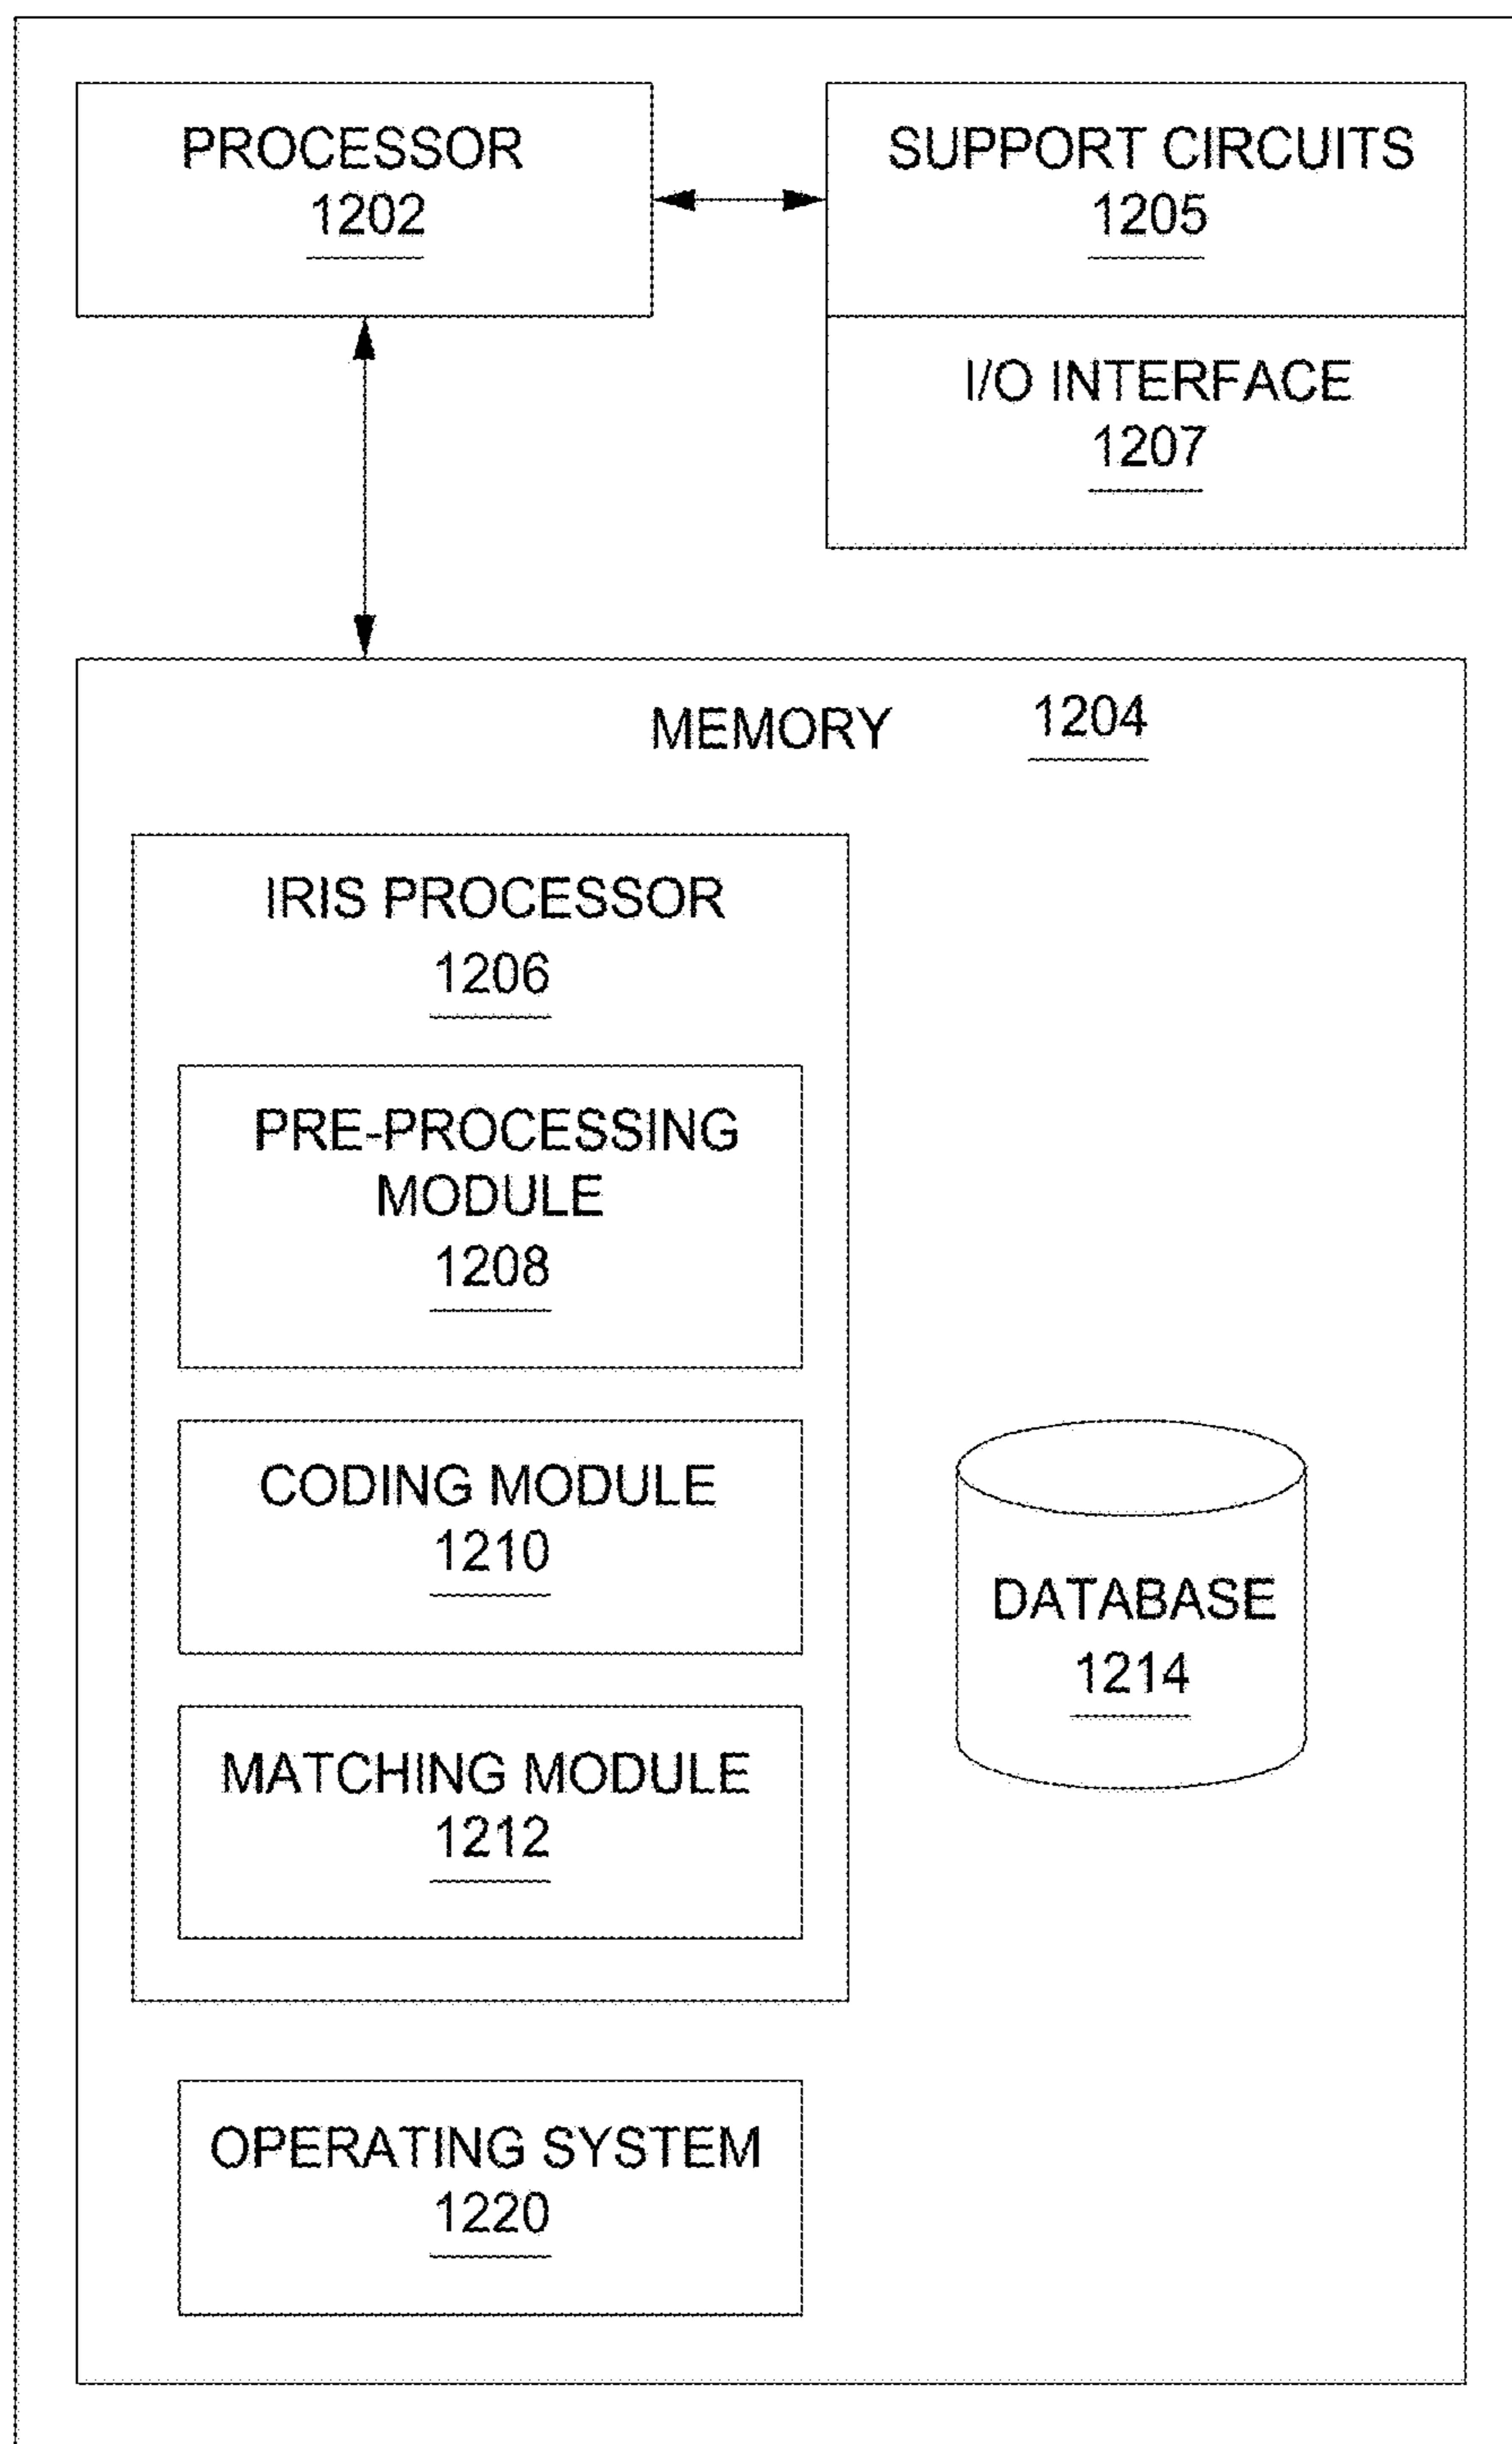 PROCESSOR
1202
SUPPORT CIRCUITS
1205
I/O INTERFACE
1207
MEMORY 1204
IRIS PROCESSOR
1206
PRE-PROCESSING
MODULE
1208
CODING MODULE
1210
MATCHING MODULE
1212
DATABASE
1214
OPERATING SYSTEM
1220